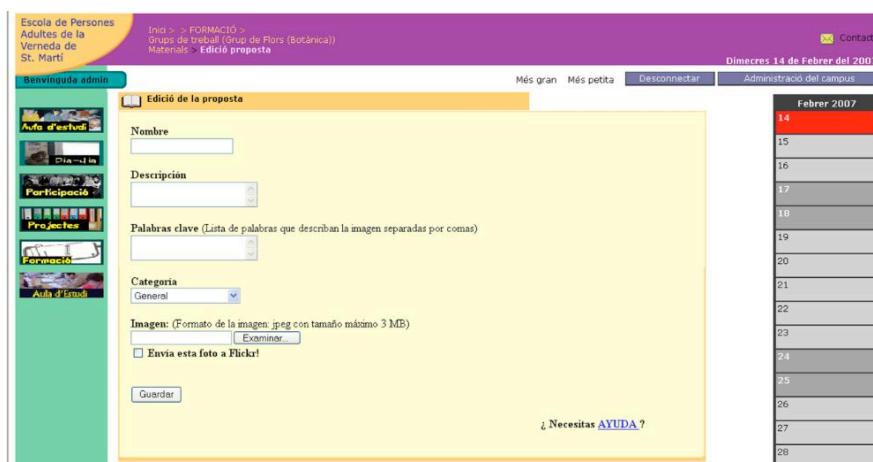 Escola de Persones
Adultes de la
Verneda de
St. Martí
Inici > > FORMACIÓ >
Grups de treball (Grup de Flors (Botànica))
Materials > Edició proposta
Contact
Dimecres 14 de Febrer del 200
Benvinguda admin
Més gran Més petita Desconnectar Administració del campus
Edició de la proposta
Aula d'estudi
Dia-dia
Participació
Projectes
Formació
Aula d'Estudi
Nombre
Descripción
Palabras clave (Lista de palabras que describan la imagen separadas por comas)
Categoría
General
Imagen: (Formato de la imagen: jpeg con tamaño máximo 3 MB)
Examinar...
Envía esta foto a Flickr!
Guardar
¿ Necesitas AYUDA ?
Febrer 2007
14
15
16
17
18
19
20
21
22
23
24
25
26
27
28